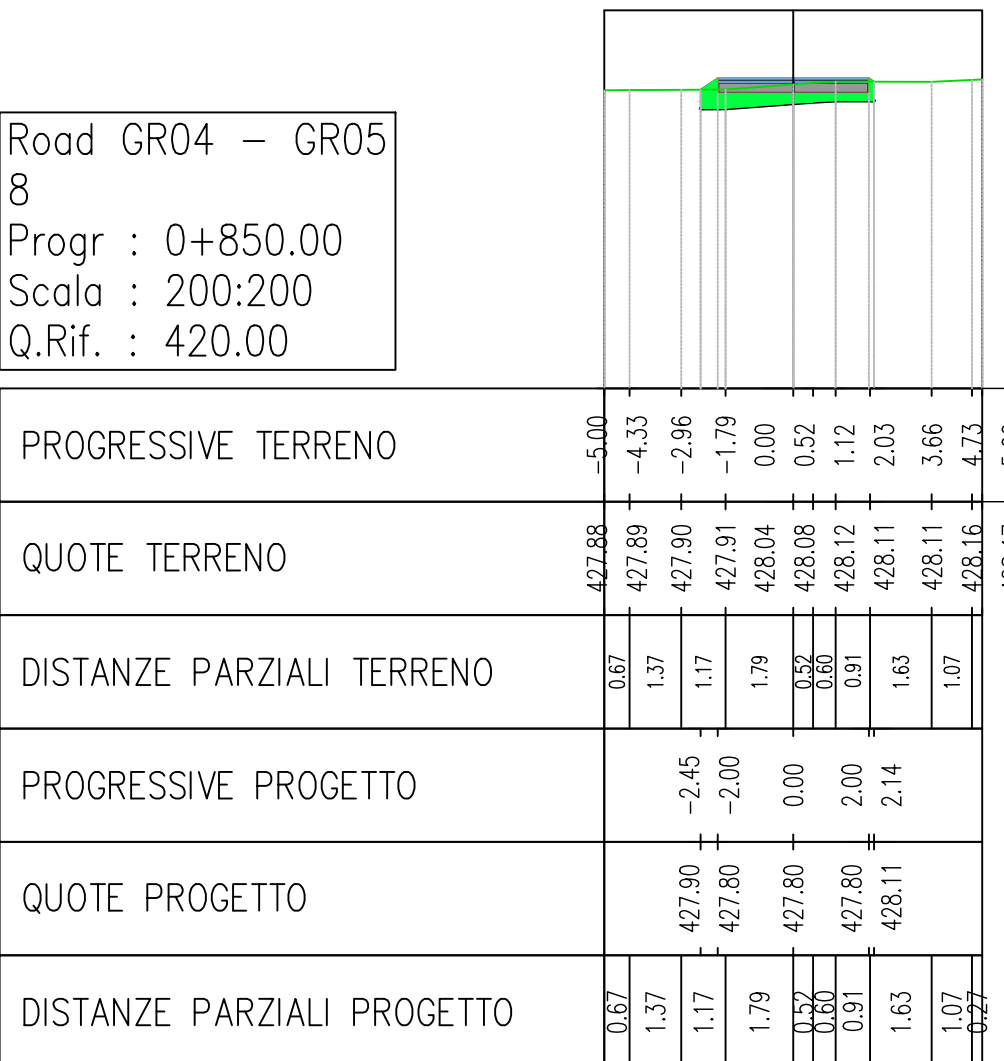 Road GR04 – GR05
8
Progr : 0+850.00
Scala : 200:200
Q.Rif. : 420.00
PROGRESSIVE TERRENO -5.00 -4.33 -2.96 -1.79 0.00 0.52 1.12 2.03 3.66 4.73
QUOTE TERRENO 427.88 427.89 427.90 427.91 428.04 428.08 428.12 428.11 428.11 428.16
DISTANZE PARZIALI TERRENO 0.67 1.37 1.17 1.79 0.52 0.60 0.91 1.63 1.07
PROGRESSIVE PROGETTO -2.45 -2.00 0.00 2.00 2.14
QUOTE PROGETTO 427.90 427.80 427.80 427.80 428.11
DISTANZE PARZIALI PROGETTO 0.67 1.37 1.17 1.79 0.52 0.60 0.91 1.63 1.07 0.27